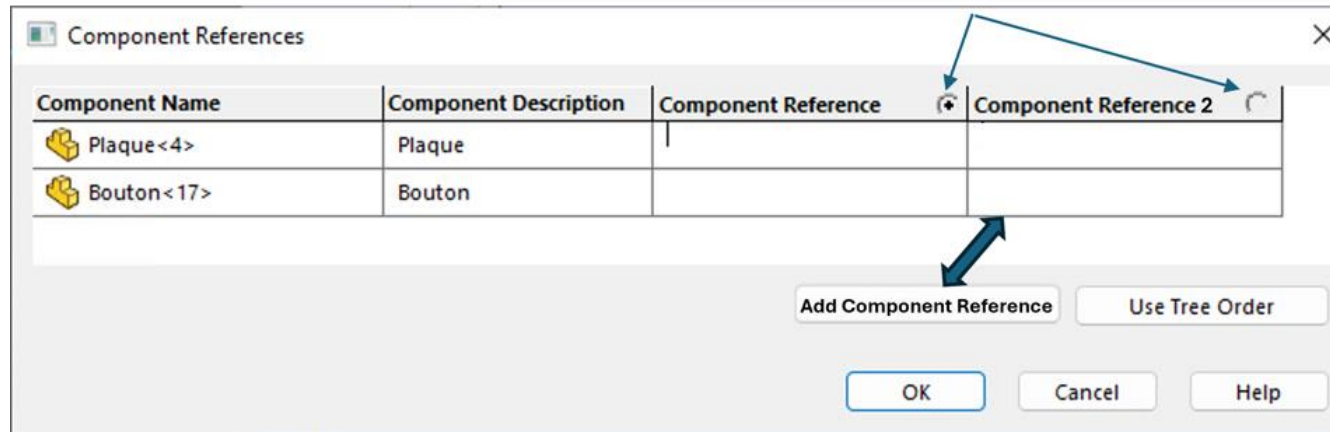 Component References
Component Name Component Description Component Reference Component Reference 2
Plaque<4> Plaque
Bouton<17> Bouton
Add Component Reference Use Tree Order
OK Cancel Help